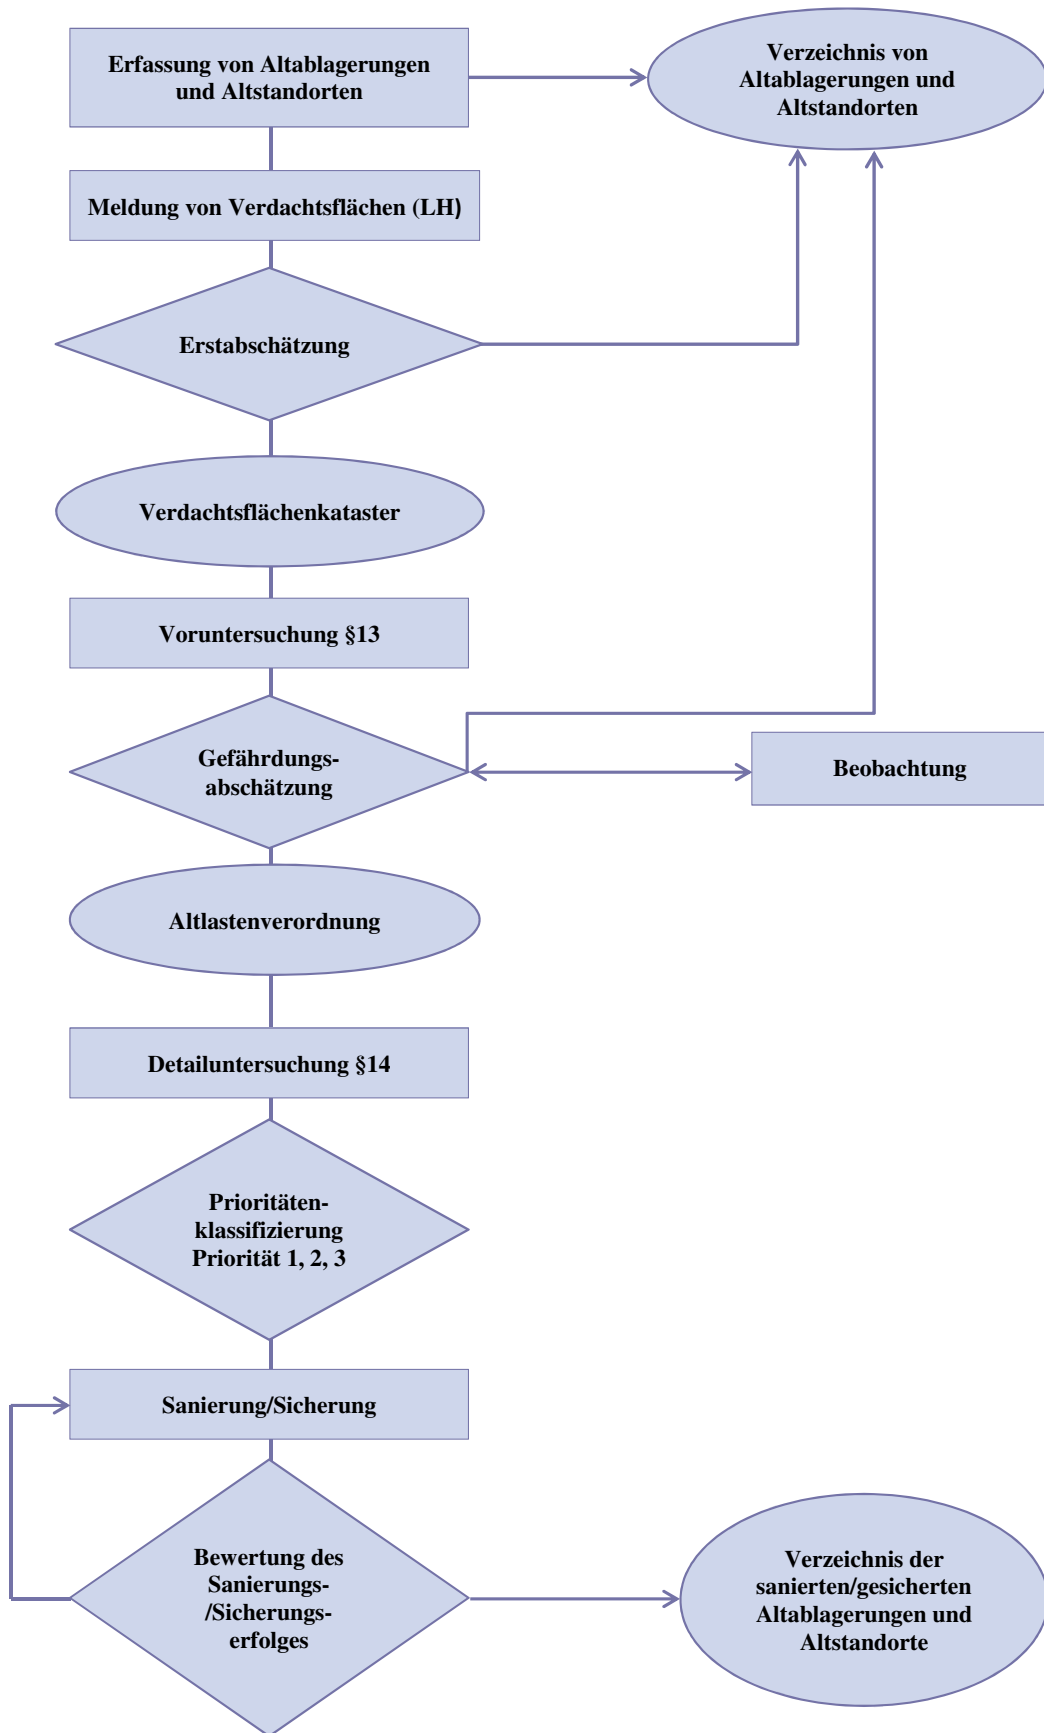 Erfassung von Altablagerungen
und Altstandorten
Verzeichnis von
Altablagerungen und
Altstandorten
Meldung von Verdachtsflächen (LH)
Erstabschätzung
Verdachtsflächenkataster
Voruntersuchung §13
Gefährdungs-
abschätzung
Beobachtung
Altlastenverordnung
Detailuntersuchung §14
Prioritäten-
klassifizierung
Priorität 1, 2, 3
Sanierung/Sicherung
Bewertung des
Sanierungs-
/Sicherungs-
erfolges
Verzeichnis der
sanierten/gesicherten
Altablagerungen und
Altstandorte